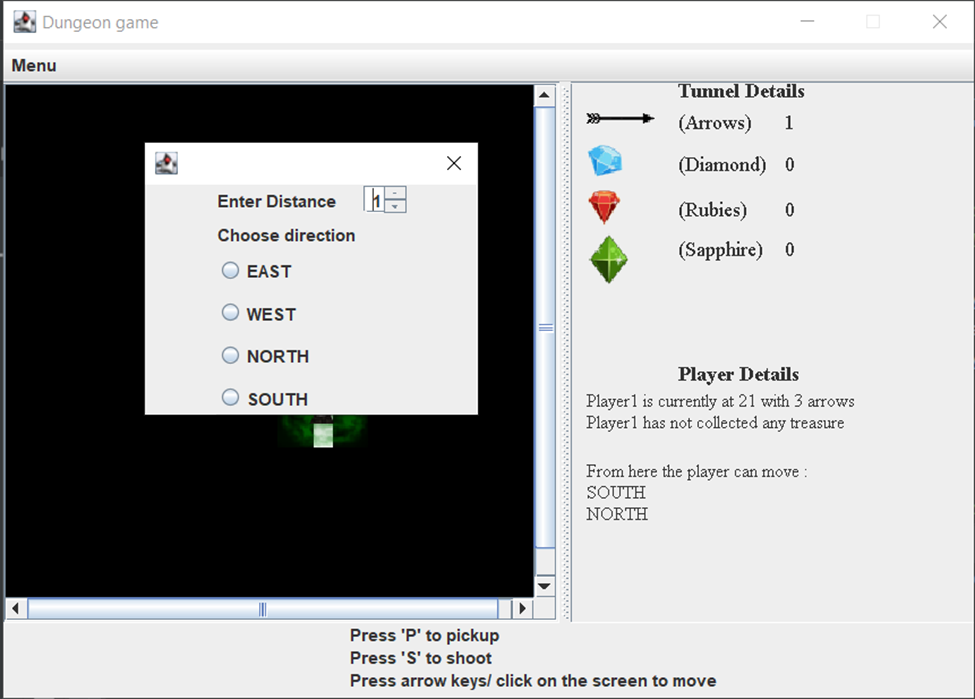 Dungeon game
Menu
Enter Distance 1
Choose direction
EAST
WEST
NORTH
SOUTH
Tunnel Details
(Arrows) 1
(Diamond) 0
(Rubies) 0
(Sapphire) 0
Player Details
Player1 is currently at 21 with 3 arrows
Player1 has not collected any treasure
From here the player can move :
SOUTH
NORTH
Press 'P' to pickup
Press 'S' to shoot
Press arrow keys/ click on the screen to move